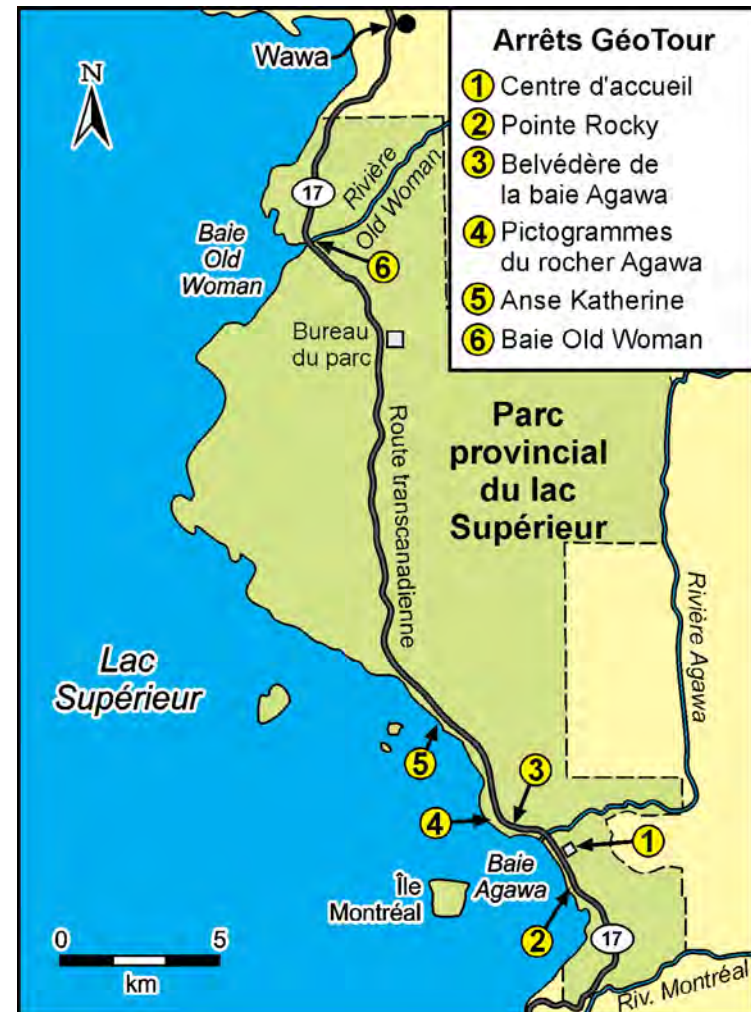 Wawa
N
Arrêts GéoTour
1 Centre d'accueil
2 Pointe Rocky
3 Belvédère de
la baie Agawa
4 Pictogrammes
du rocher Agawa
5 Anse Katherine
6 Baie Old Woman
17
Rivière
Old Woman
Baie
Old
Woman
6
Bureau
du parc
Route transcanadienne
Parc
provincial
du lac
Supérieur
Rivière Agawa
Lac
Supérieur
5
3
4
1
Baie
Agawa
Île
Montréal
2
17
0 5
km
Riv. Montréal